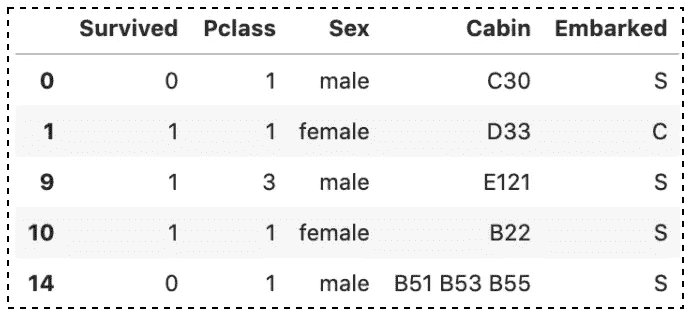 Survived Pclass Sex Cabin Embarked
0 0 1 male C30 S
1 1 1 female D33 C
9 1 3 male E121 S
10 1 1 female B22 S
14 0 1 male B51 B53 B55 S